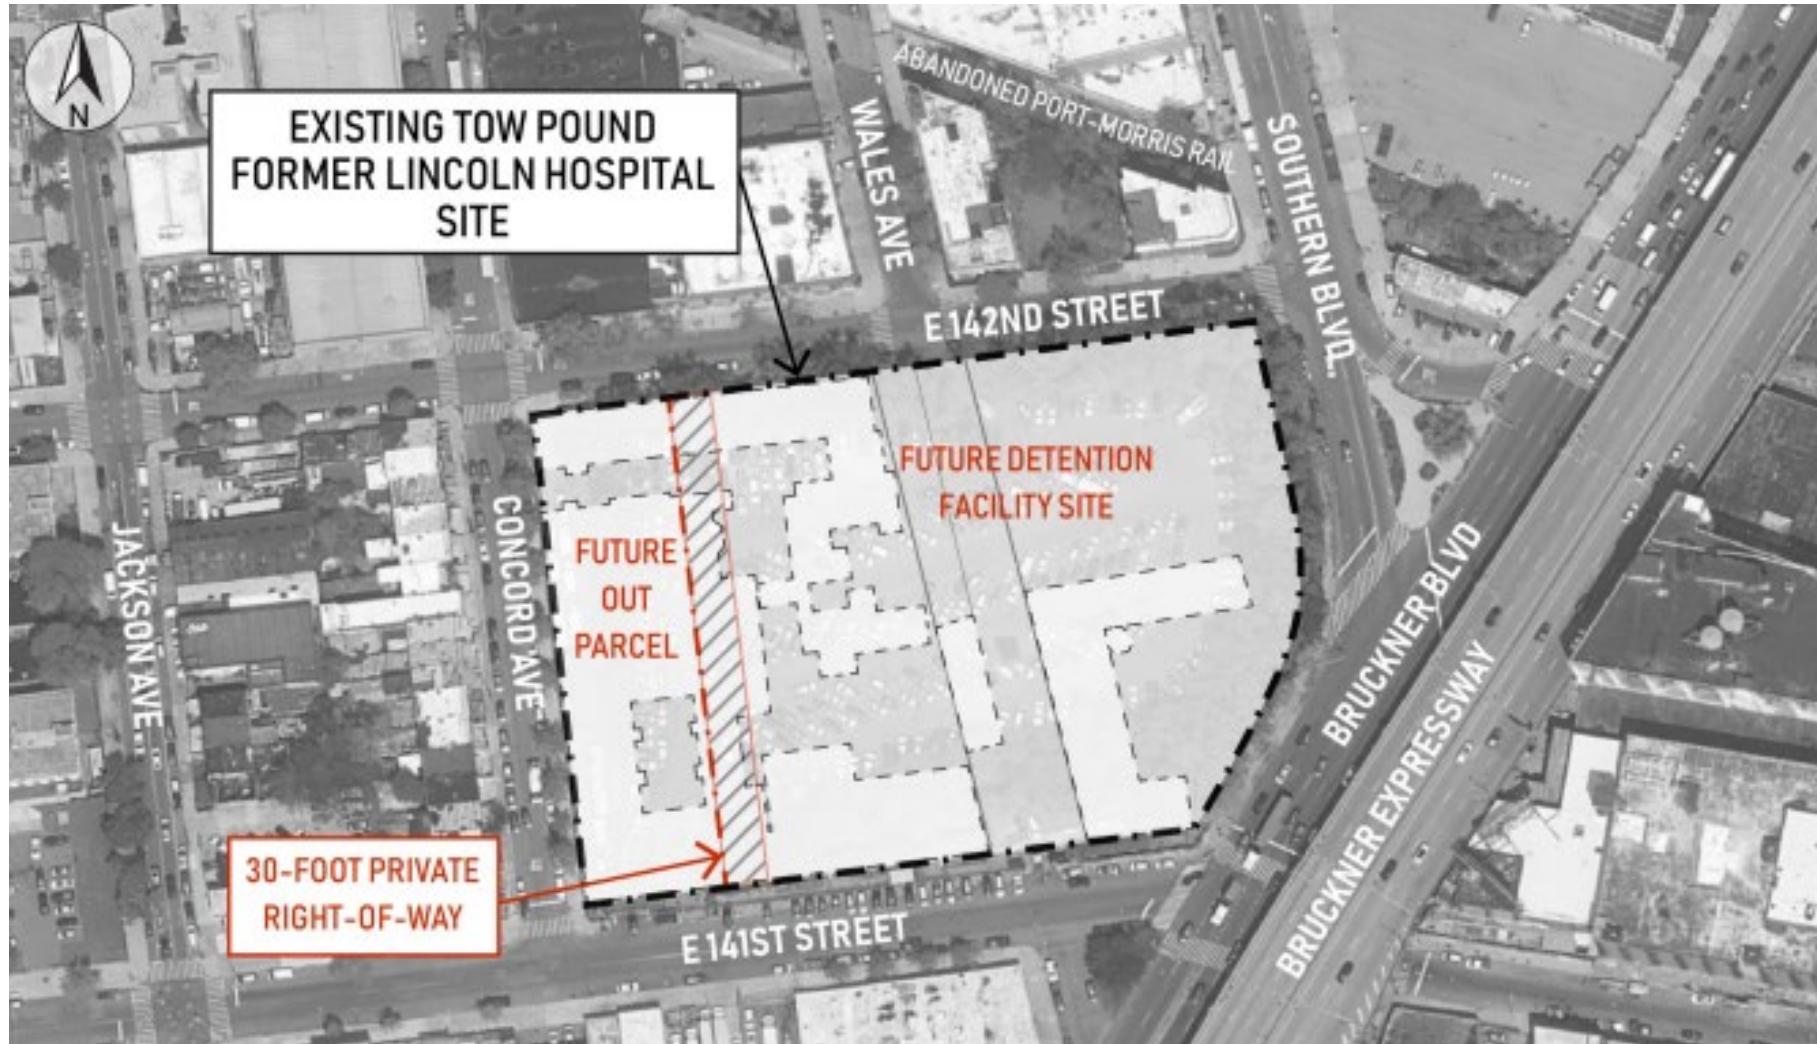 N
EXISTING TOW POUND
FORMER LINCOLN HOSPITAL
SITE
ABANDONED PORT-MORRIS RAIL
WALES AVE
SOUTHERN BLVD.
E 142ND STREET
FUTURE DETENTION
FACILITY SITE
FUTURE
OUT
PARCEL
CONCORD AVE
JACKSON AVE
BRUCKNER BLVD
BRUCKNER EXPRESSWAY
30-FOOT PRIVATE
RIGHT-OF-WAY
E 141ST STREET